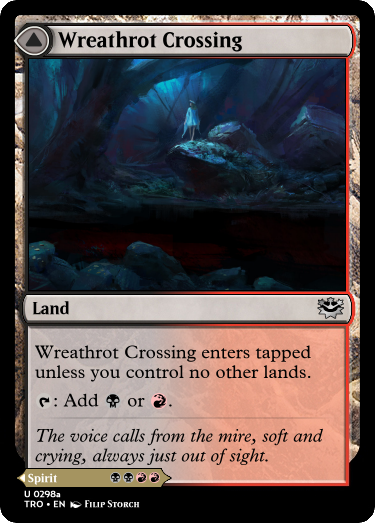 Wreathrot Crossing
Land
Wreathrot Crossing enters tapped
unless you control no other lands.
: Add or .
The voice calls from the mire, soft and
crying, always just out of sight.
Spirit
U 0298a
TRO • EN Filip Storch